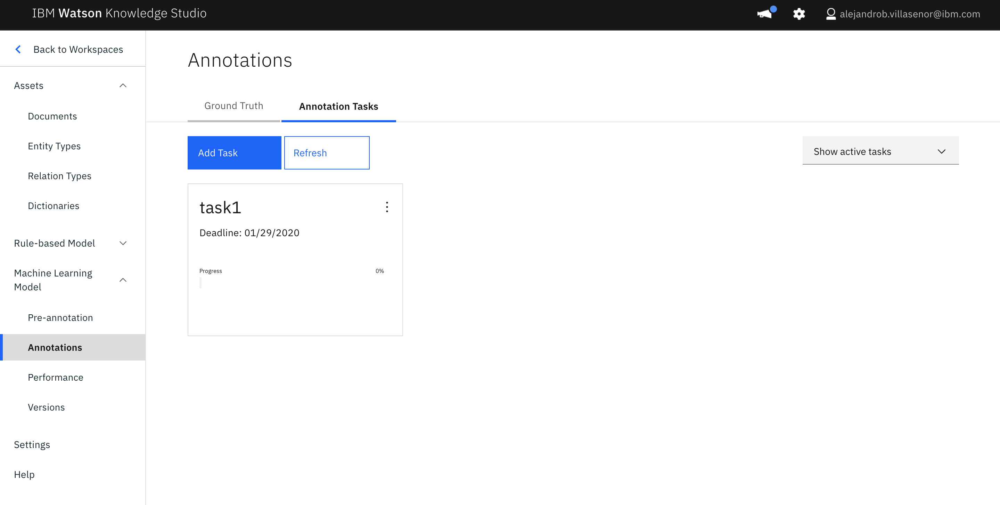 IBM Watson Knowledge Studio
alejandrob.villasenor@ibm.com
Back to Workspaces
Assets
Documents
Entity Types
Relation Types
Dictionaries
Rule-based Model
Machine Learning
Model
Pre-annotation
Annotations
Performance
Versions
Settings
Help
Annotations
Ground Truth
Annotation Tasks
Add Task
Refresh
Show active tasks
task1
Deadline: 01/29/2020
Progress
0%